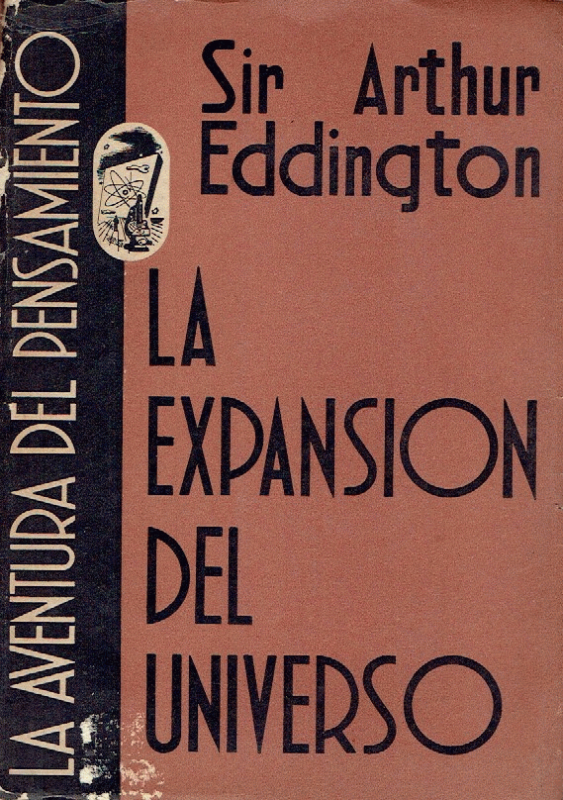 Sir Arthur
Eddington
LA
EXPANSION
DEL
UNIVERSO
LA AVENTURA DEL PENSAMIENTO